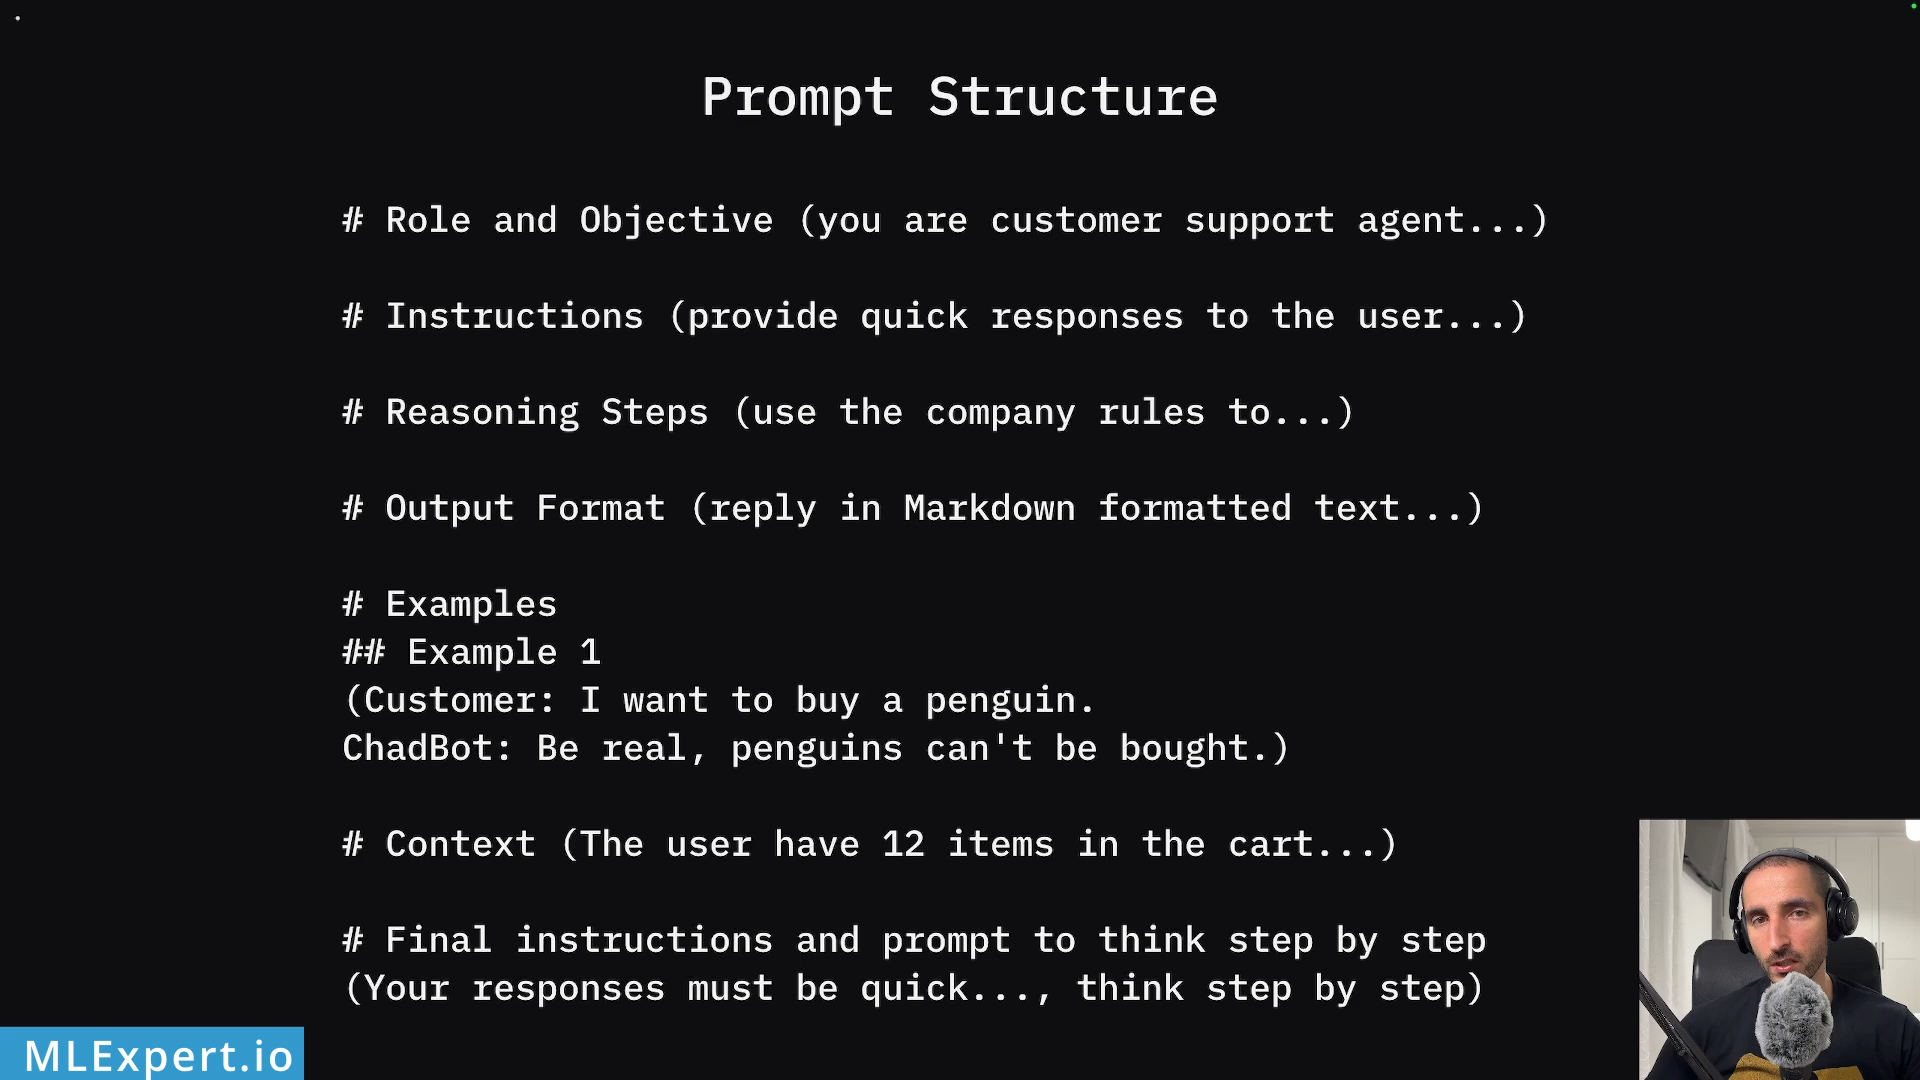 Prompt Structure
# Role and Objective (you are customer support agent...)
# Instructions (provide quick responses to the user...)
# Reasoning Steps (use the company rules to...)
# Output Format (reply in Markdown formatted text...)
# Examples
## Example 1
(Customer: I want to buy a penguin.
ChadBot: Be real, penguins can't be bought.)
# Context (The user have 12 items in the cart...)
# Final instructions and prompt to think step by step
(Your responses must be quick..., think step by step)
MLExpert.io